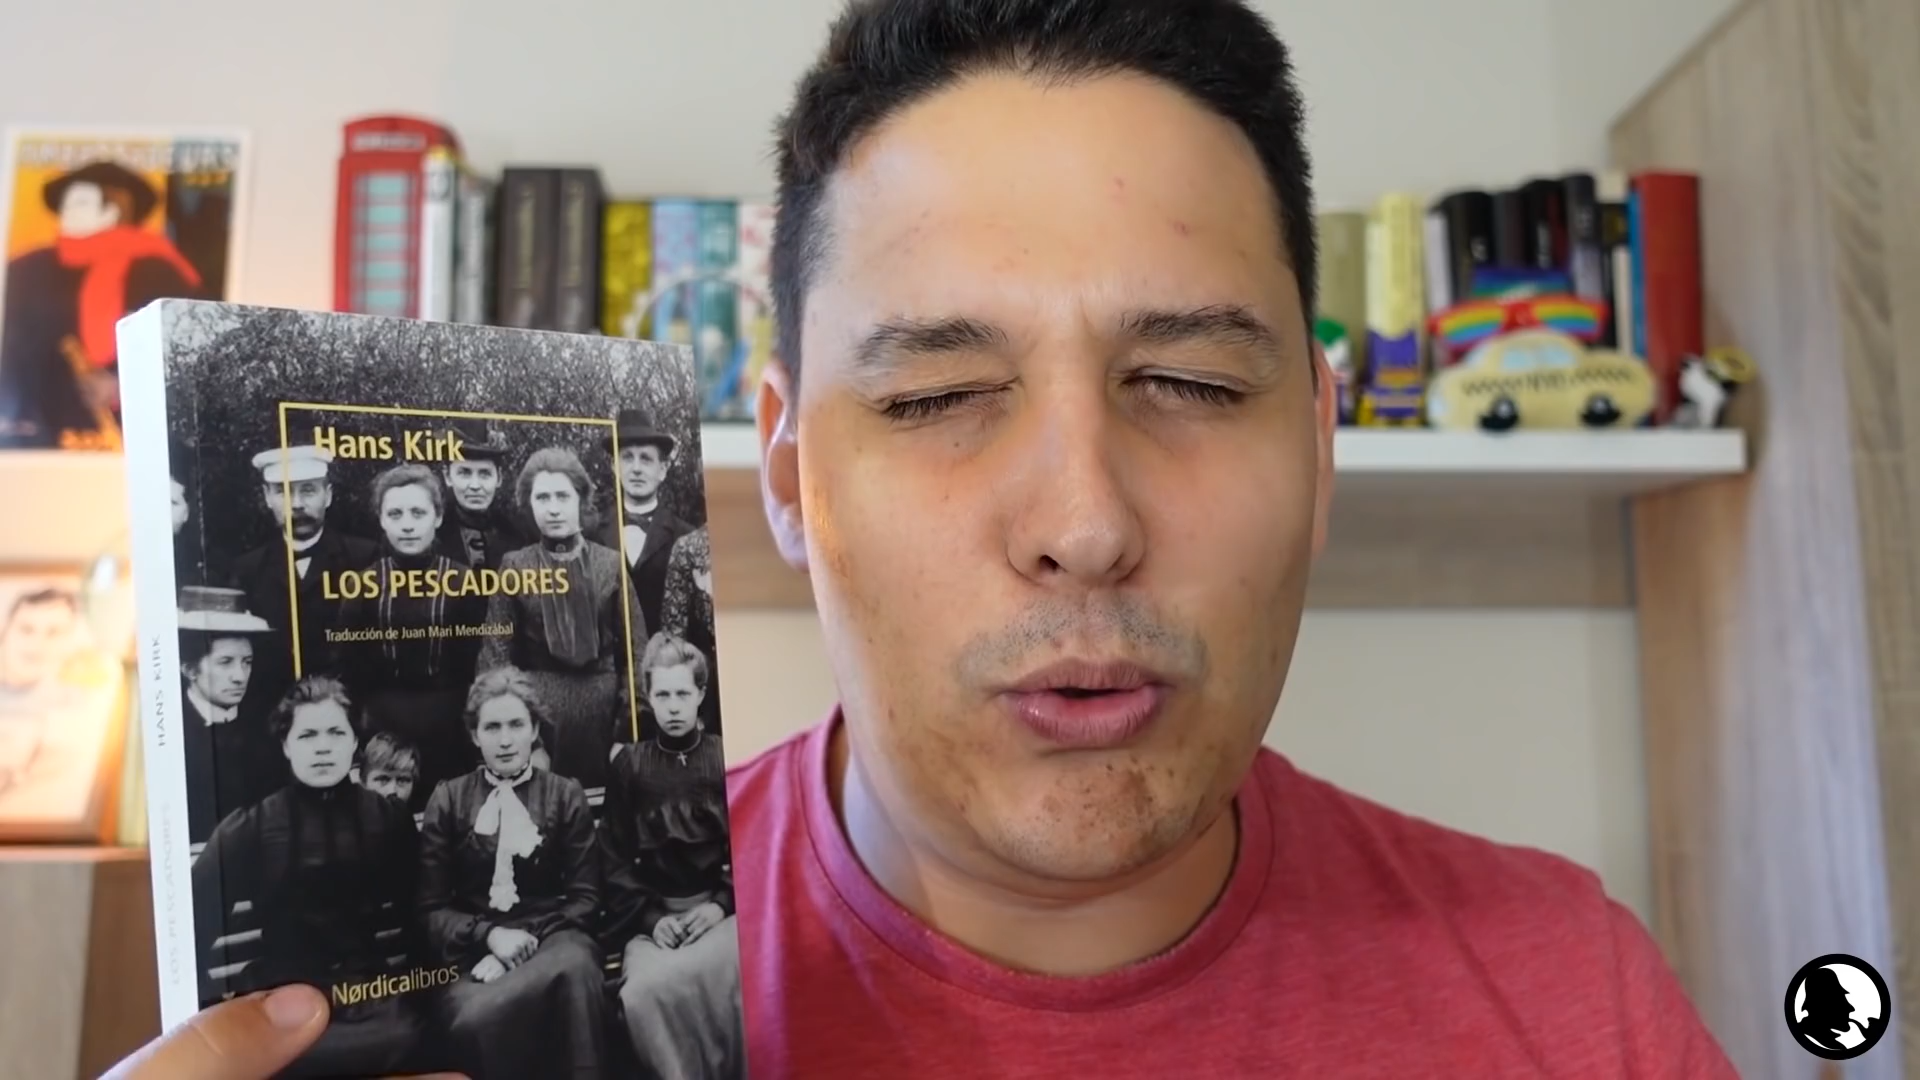 Hans Kirk
LOS PESCADORES
Traducción de Juan Mari Mendizábal
Nørdicalibros
HANS KIRK
LOS PESCADORES